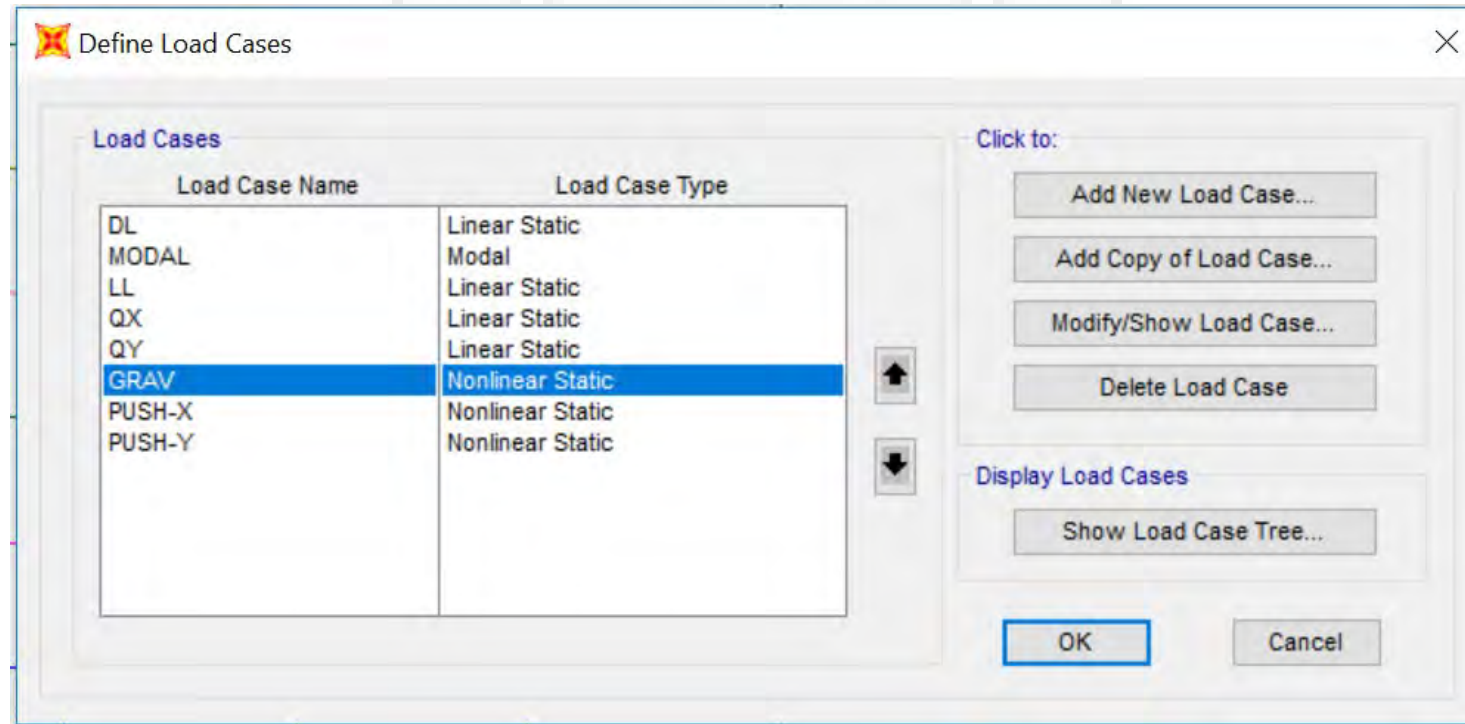 Define Load Cases
Load Cases
Load Case Name Load Case Type
DL Linear Static
MODAL Modal
LL Linear Static
QX Linear Static
QY Linear Static
GRAV Nonlinear Static
PUSH-X Nonlinear Static
PUSH-Y Nonlinear Static
Click to:
Add New Load Case...
Add Copy of Load Case...
Modify/Show Load Case...
Delete Load Case
Display Load Cases
Show Load Case Tree...
OK Cancel